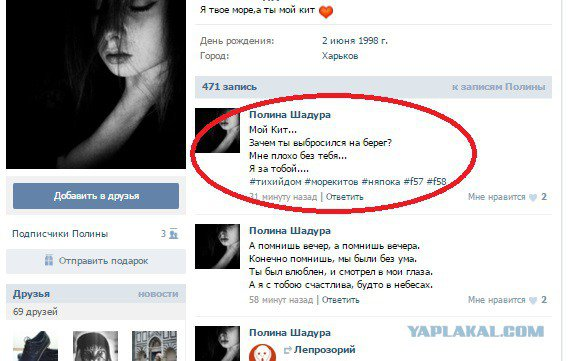 Я твое море,а ты мой кит
День рождения: 2 июня 1998 г.
Город: Харьков
471 запись к записям Полины
Полина Шадура
Мой Кит...
Зачем ты выбросился на берег?
Мне плохо без тебя...
Я за тобой....
#тихийдом #морекитов #няпока #f57 #f58
21 минуту назад | Ответить Мне нравится 2
Добавить в друзья
Подписчики Полины 3
Отправить подарок
Друзья новости
69 друзей
Полина Шадура
А помнишь вечер, а помнишь вечера.
Конечно помнишь, мы были без ума.
Ты был влюблен, и смотрел в мои глаза.
А я с тобою счастлива, будто в небесах.
58 минут назад | Ответить Мне нравится 2
Полина Шадура
Лепрозорий
YAPLAKAL.COM